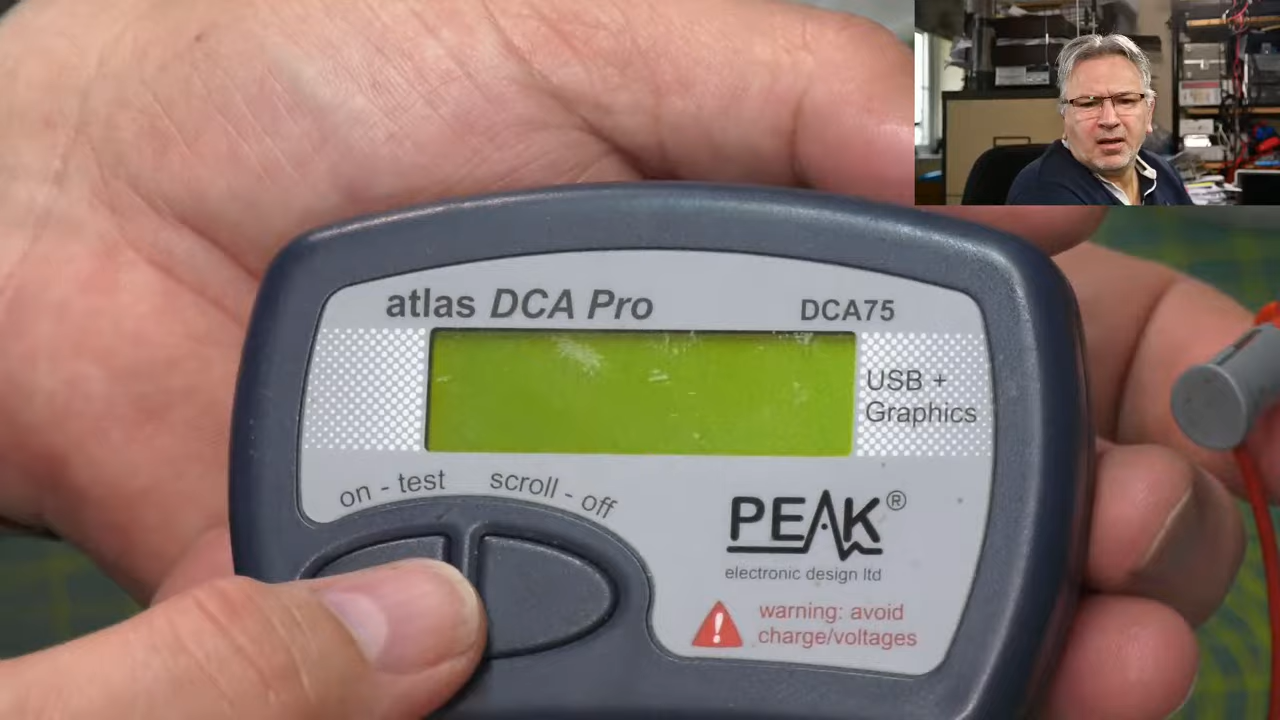 atlas DCA Pro
DCA75
USB +
Graphics
on - test
scroll - off
PEAK®
electronic design ltd
warning: avoid
charge/voltages